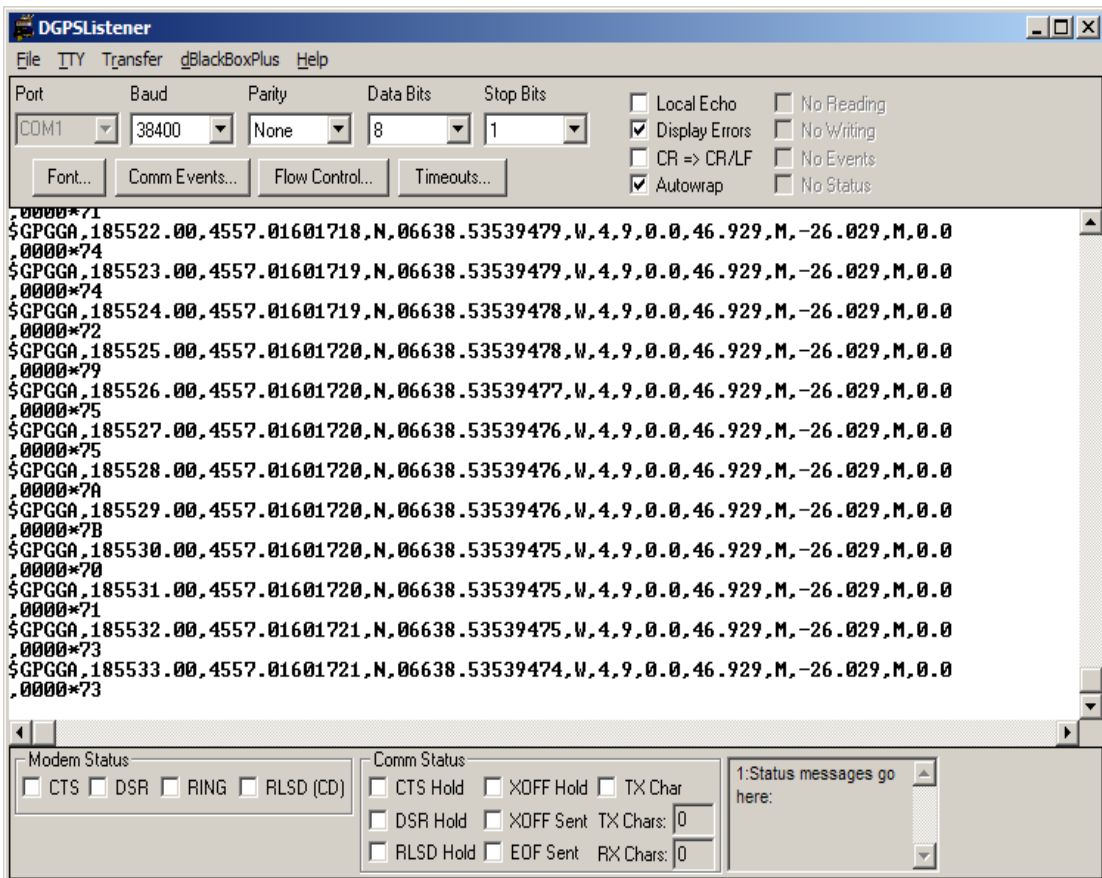 DGPSListener
File TTY Transfer dBlackBoxPlus Help
Port Baud Parity Data Bits Stop Bits
COM1 38400 None 8 1
Local Echo No Reading
Display Errors No Writing
CR => CR/LF No Events
Autowrap No Status
Font... Comm Events... Flow Control... Timeouts...
,0000*71
$GPGGA,185522.00,4557.01601718,N,06638.53539479,W,4,9,0.0,46.929,M,-26.029,M,0.0
,0000*74
$GPGGA,185523.00,4557.01601719,N,06638.53539479,W,4,9,0.0,46.929,M,-26.029,M,0.0
,0000*74
$GPGGA,185524.00,4557.01601719,N,06638.53539478,W,4,9,0.0,46.929,M,-26.029,M,0.0
,0000*72
$GPGGA,185525.00,4557.01601720,N,06638.53539478,W,4,9,0.0,46.929,M,-26.029,M,0.0
,0000*79
$GPGGA,185526.00,4557.01601720,N,06638.53539477,W,4,9,0.0,46.929,M,-26.029,M,0.0
,0000*75
$GPGGA,185527.00,4557.01601720,N,06638.53539476,W,4,9,0.0,46.929,M,-26.029,M,0.0
,0000*75
$GPGGA,185528.00,4557.01601720,N,06638.53539476,W,4,9,0.0,46.929,M,-26.029,M,0.0
,0000*7A
$GPGGA,185529.00,4557.01601720,N,06638.53539476,W,4,9,0.0,46.929,M,-26.029,M,0.0
,0000*7B
$GPGGA,185530.00,4557.01601720,N,06638.53539475,W,4,9,0.0,46.929,M,-26.029,M,0.0
,0000*70
$GPGGA,185531.00,4557.01601720,N,06638.53539475,W,4,9,0.0,46.929,M,-26.029,M,0.0
,0000*71
$GPGGA,185532.00,4557.01601721,N,06638.53539475,W,4,9,0.0,46.929,M,-26.029,M,0.0
,0000*73
$GPGGA,185533.00,4557.01601721,N,06638.53539474,W,4,9,0.0,46.929,M,-26.029,M,0.0
,0000*73
Modem Status
CTS DSR RING RLSD (CD)
Comm Status
CTS Hold XOFF Hold TX Char
DSR Hold XOFF Sent TX Chars: 0
RLSD Hold EOF Sent RX Chars: 0
1:Status messages go
here: